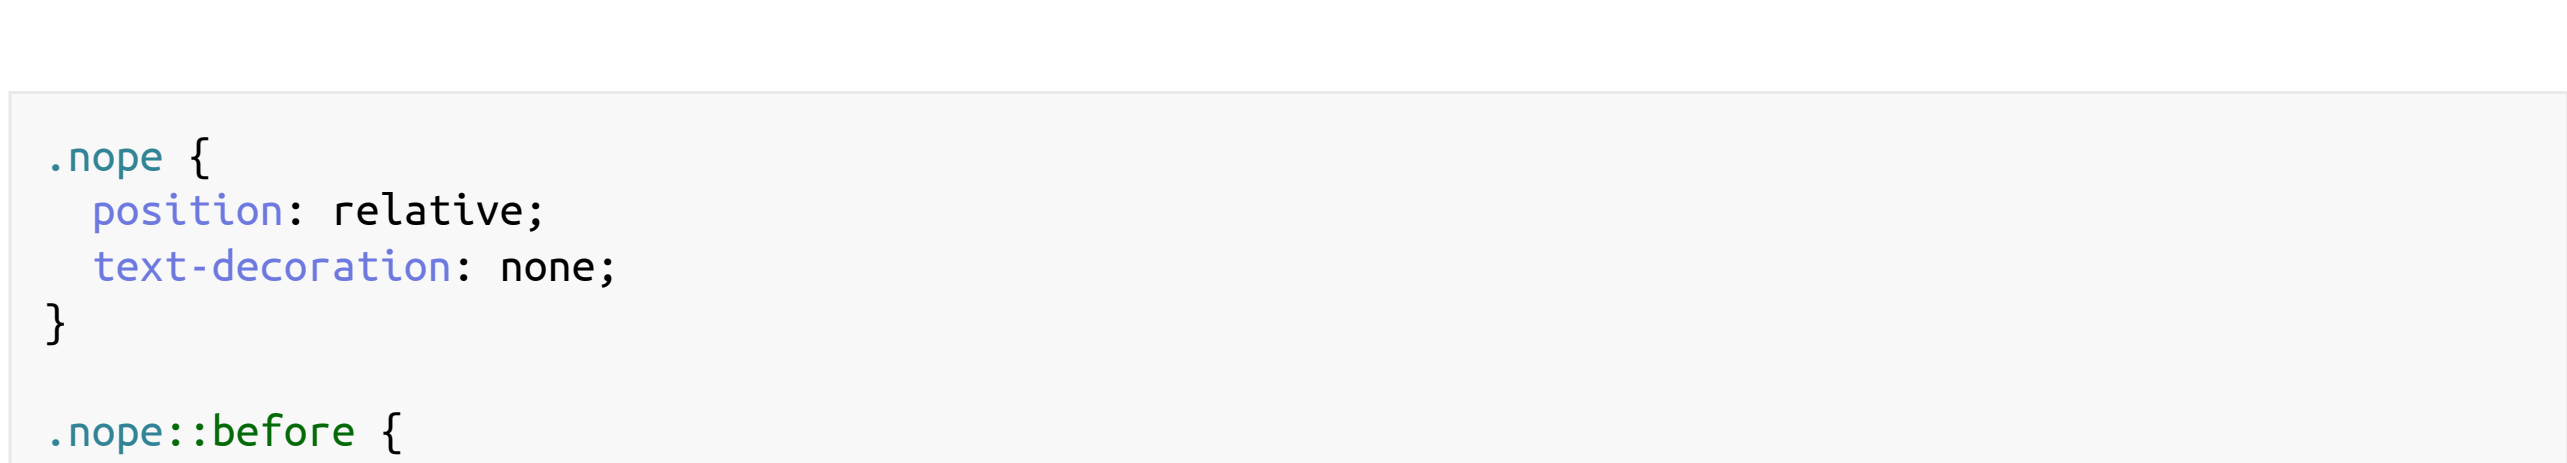 .nope {
  position: relative;
  text-decoration: none;
}

.nope::before {